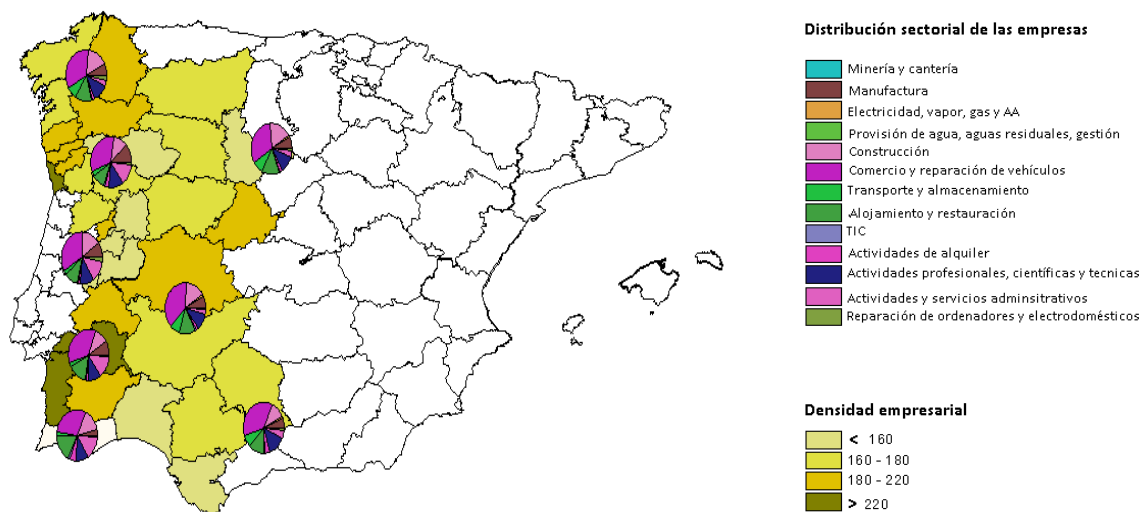 Distribución sectorial de las empresas
Minería y cantería
Manufactura
Electricidad, vapor, gas y AA
Provisión de agua, aguas residuales, gestión
Construcción
Comercio y reparación de vehículos
Transporte y almacenamiento
Alojamiento y restauración
TIC
Actividades de alquiler
Actividades profesionales, científicas y tecnicas
Actividades y servicios adminsitrativos
Reparación de ordenadores y electrodomésticos
Densidad empresarial
< 160
160 - 180
180 - 220
> 220